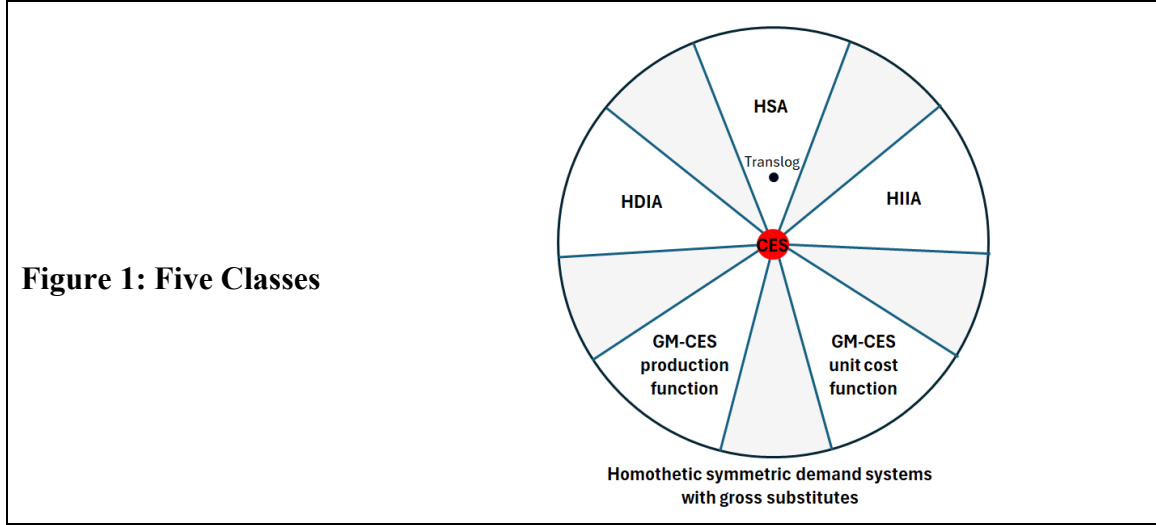 HSA
Translog
HDIA
HIIA
CES
Figure 1: Five Classes
GM-CES
production
function
GM-CES
unit cost
function
Homothetic symmetric demand systems
with gross substitutes